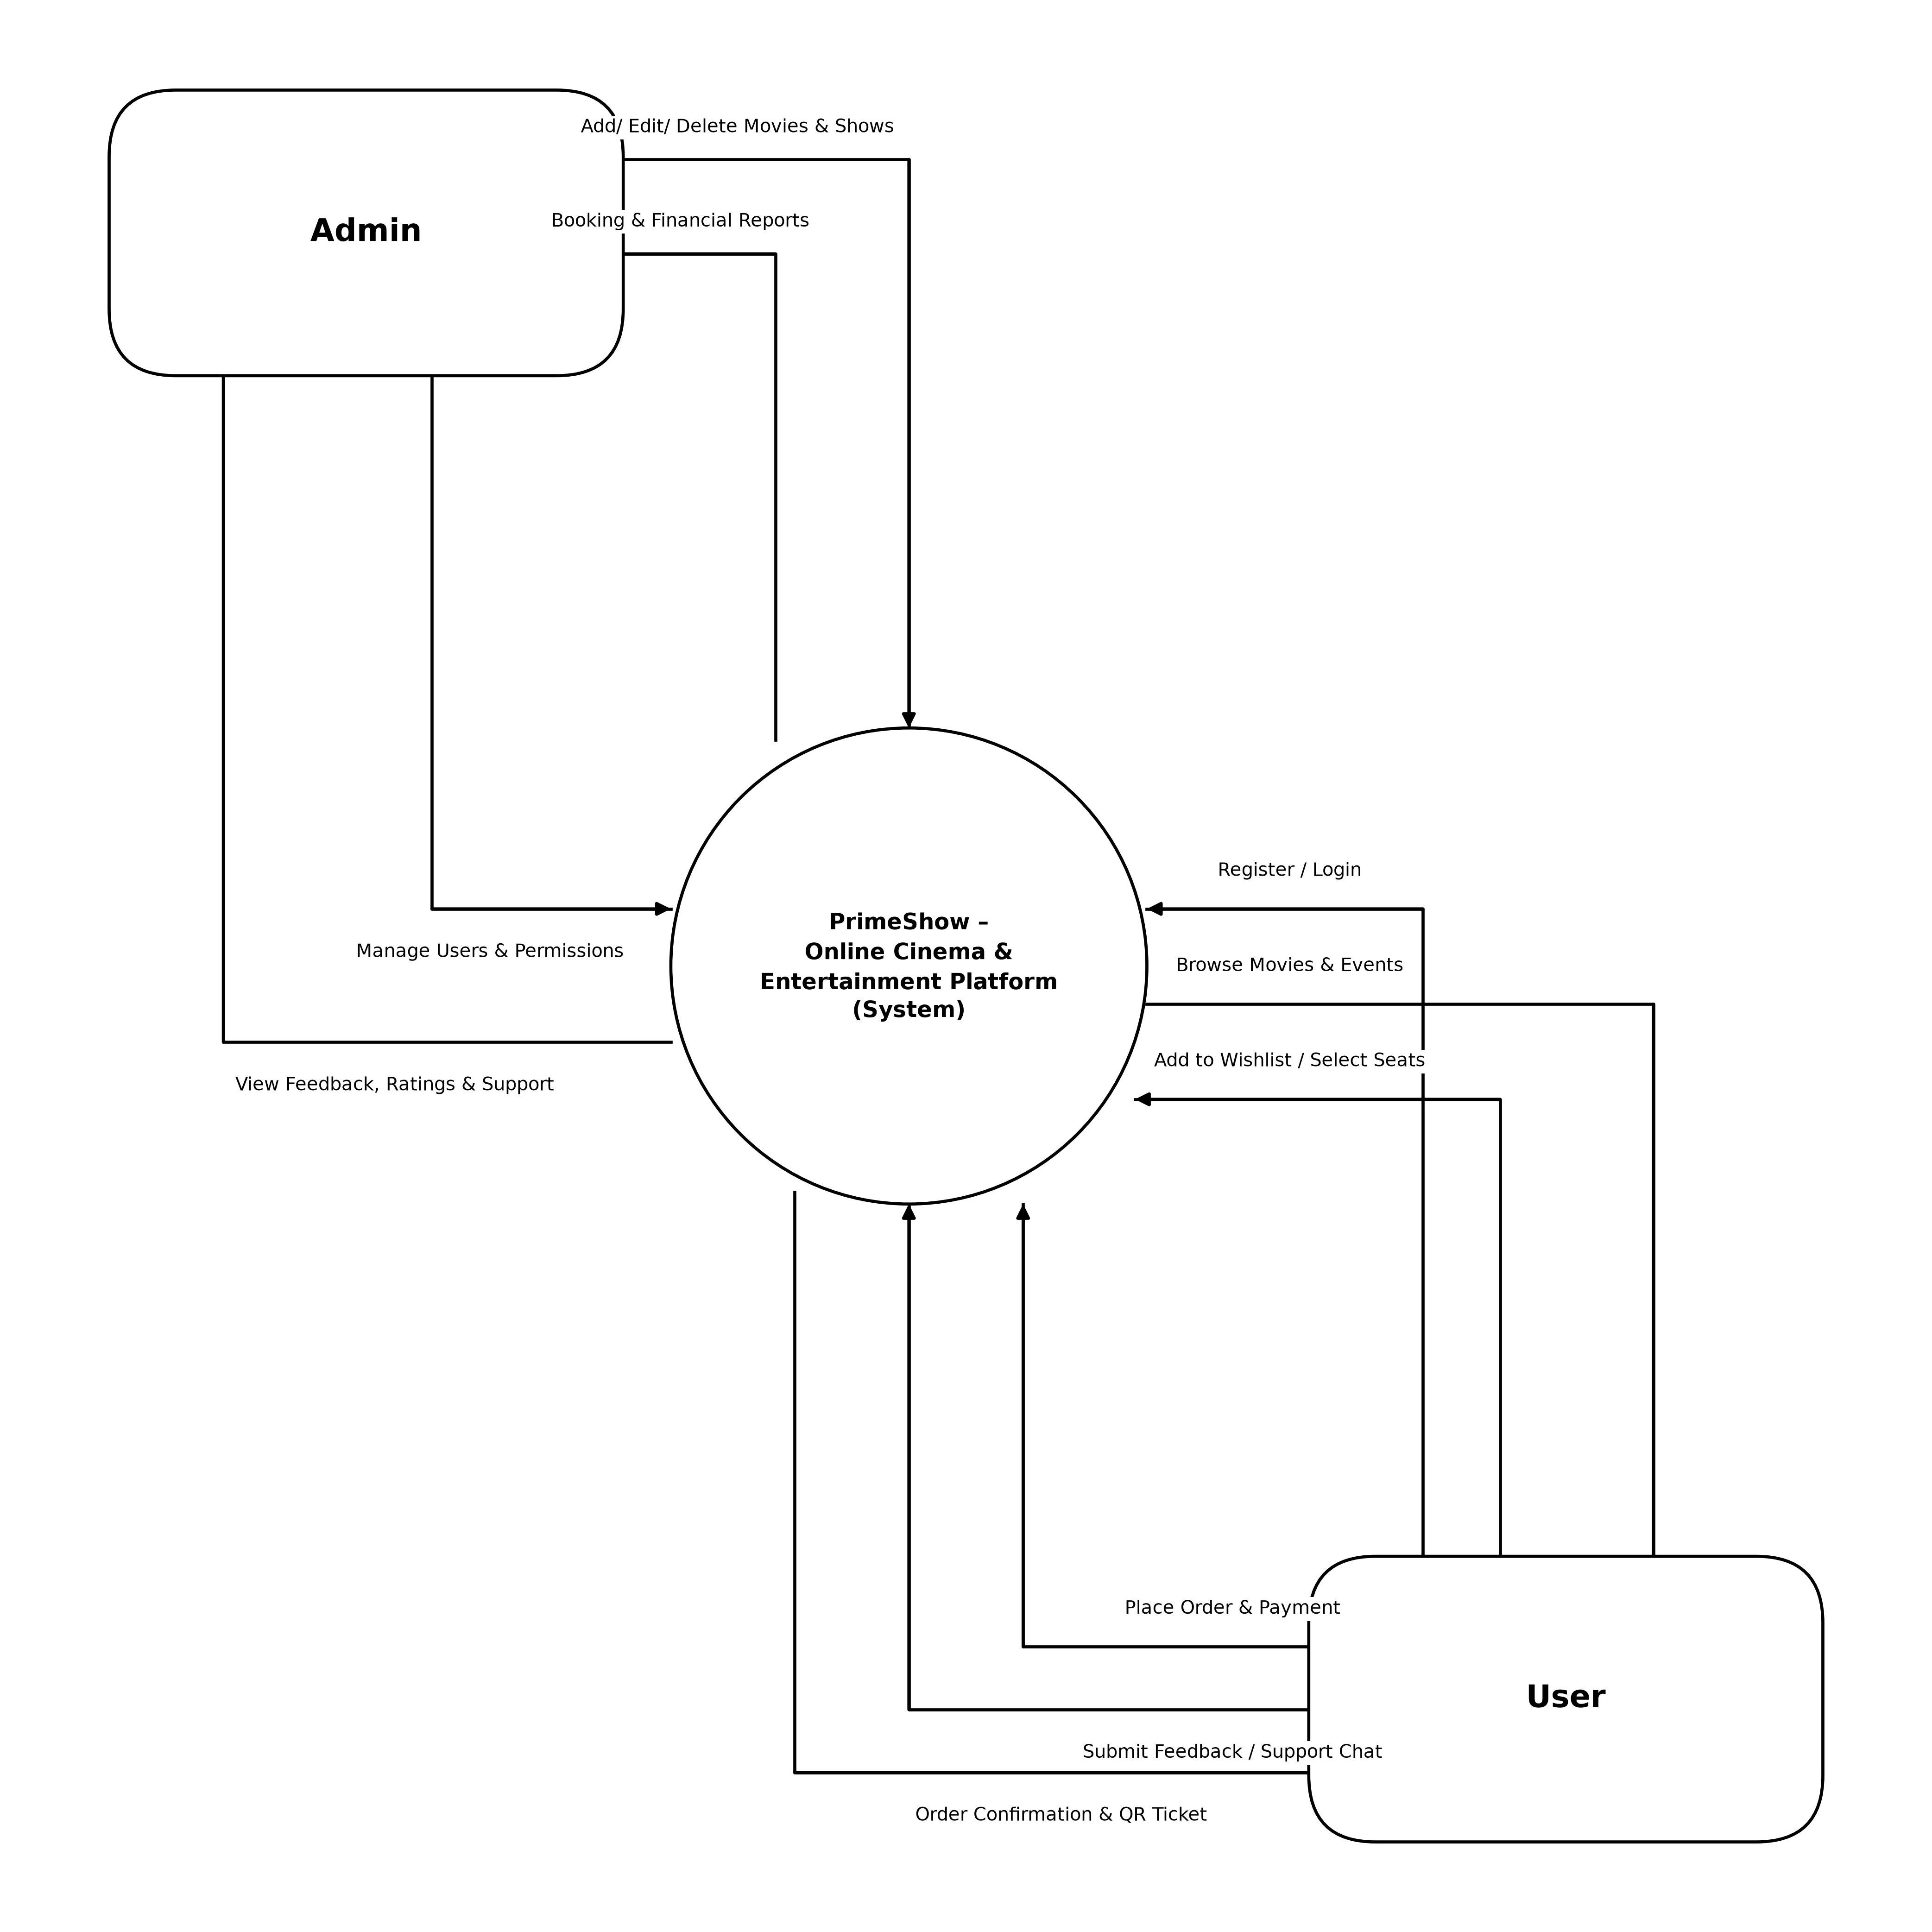 Add/ Edit/ Delete Movies & Shows
Booking & Financial Reports
Admin
Register / Login
PrimeShow –
Online Cinema &
Entertainment Platform
(System)
Manage Users & Permissions
Browse Movies & Events
Add to Wishlist / Select Seats
View Feedback, Ratings & Support
Place Order & Payment
User
Submit Feedback / Support Chat
Order Confirmation & QR Ticket